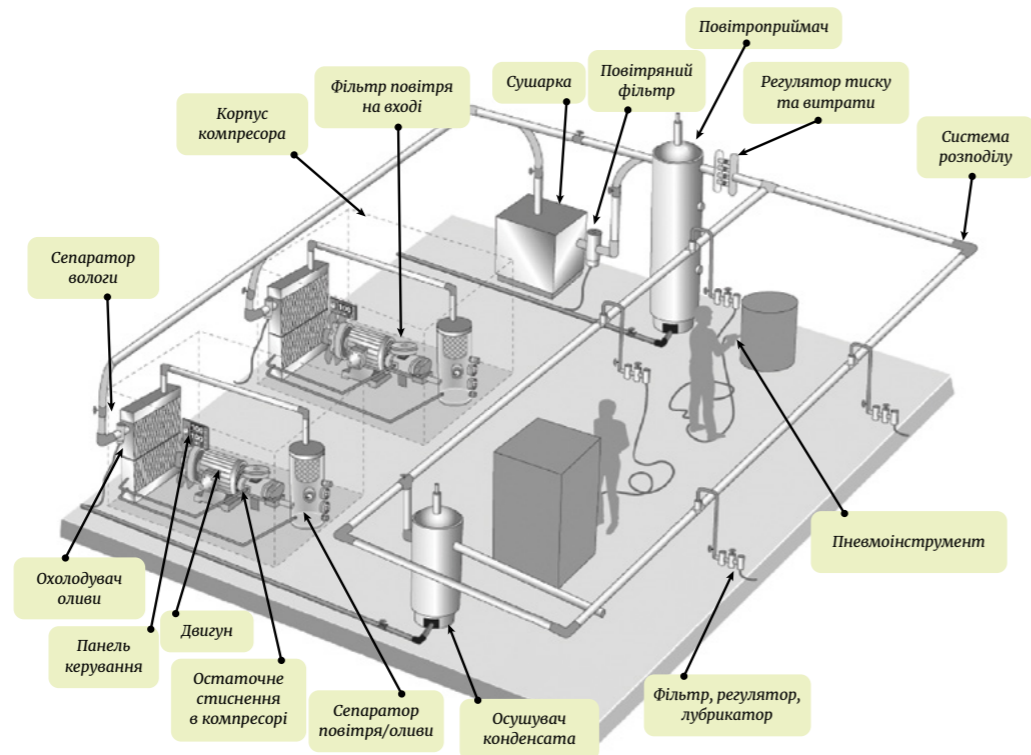 Повітроприймач
Фільтр повітря
на вході
Сушарка
Повітряний
фільтр
Регулятор тиску
та витрати
Корпус
компресора
Система
розподілу
Сепаратор
вологи
Охолодувач
оливи
Панель
керування
Двигун
Остаточне
стиснення
в компресорі
Сепаратор
повітря/оливи
Осушувач
конденсата
Фільтр, регулятор,
лубрикатор
Пневмоінструмент